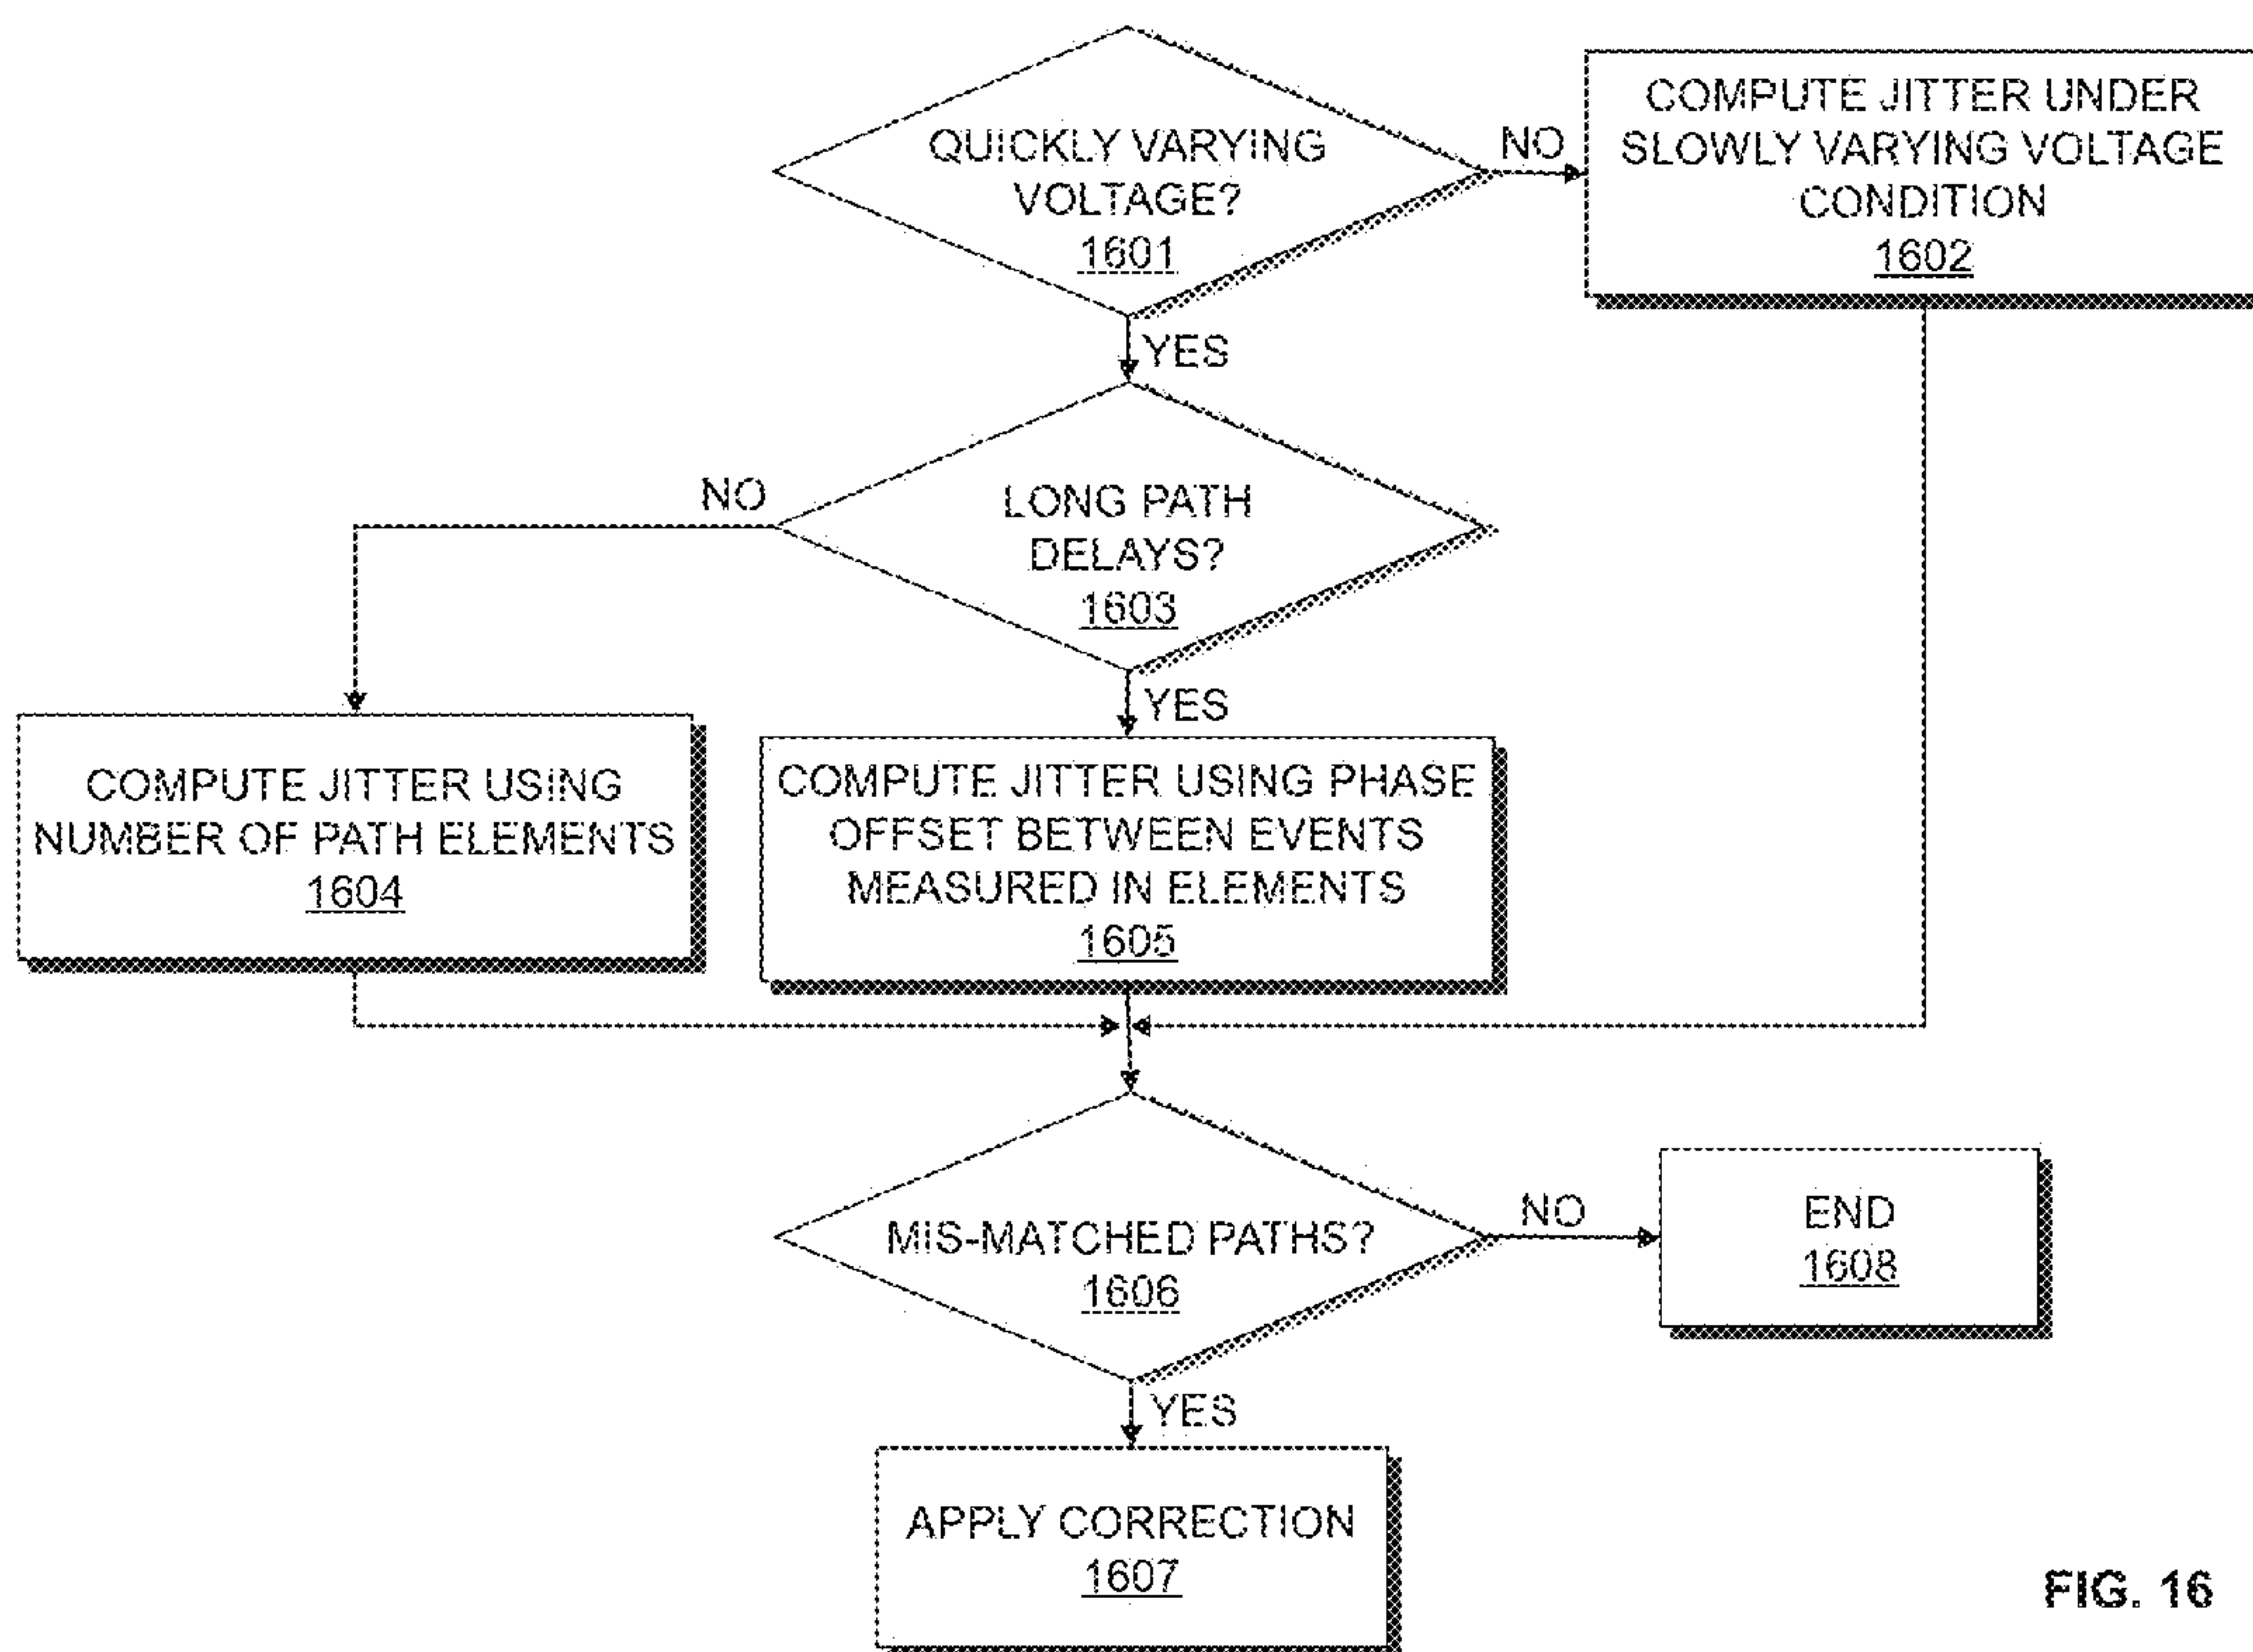 QUICKLY VARYING
VOLTAGE?
1601
NO
COMPUTE JITTER UNDER
SLOWLY VARYING VOLTAGE
CONDITION
1602
YES
LONG PATH
DELAYS?
1603
NO
YES
COMPUTE JITTER USING
NUMBER OF PATH ELEMENTS
1604
COMPUTE JITTER USING PHASE
OFFSET BETWEEN EVENTS
MEASURED IN ELEMENTS
1605
MIS-MATCHED PATHS?
1606
NO
END
1608
YES
APPLY CORRECTION
1607
FIG. 16